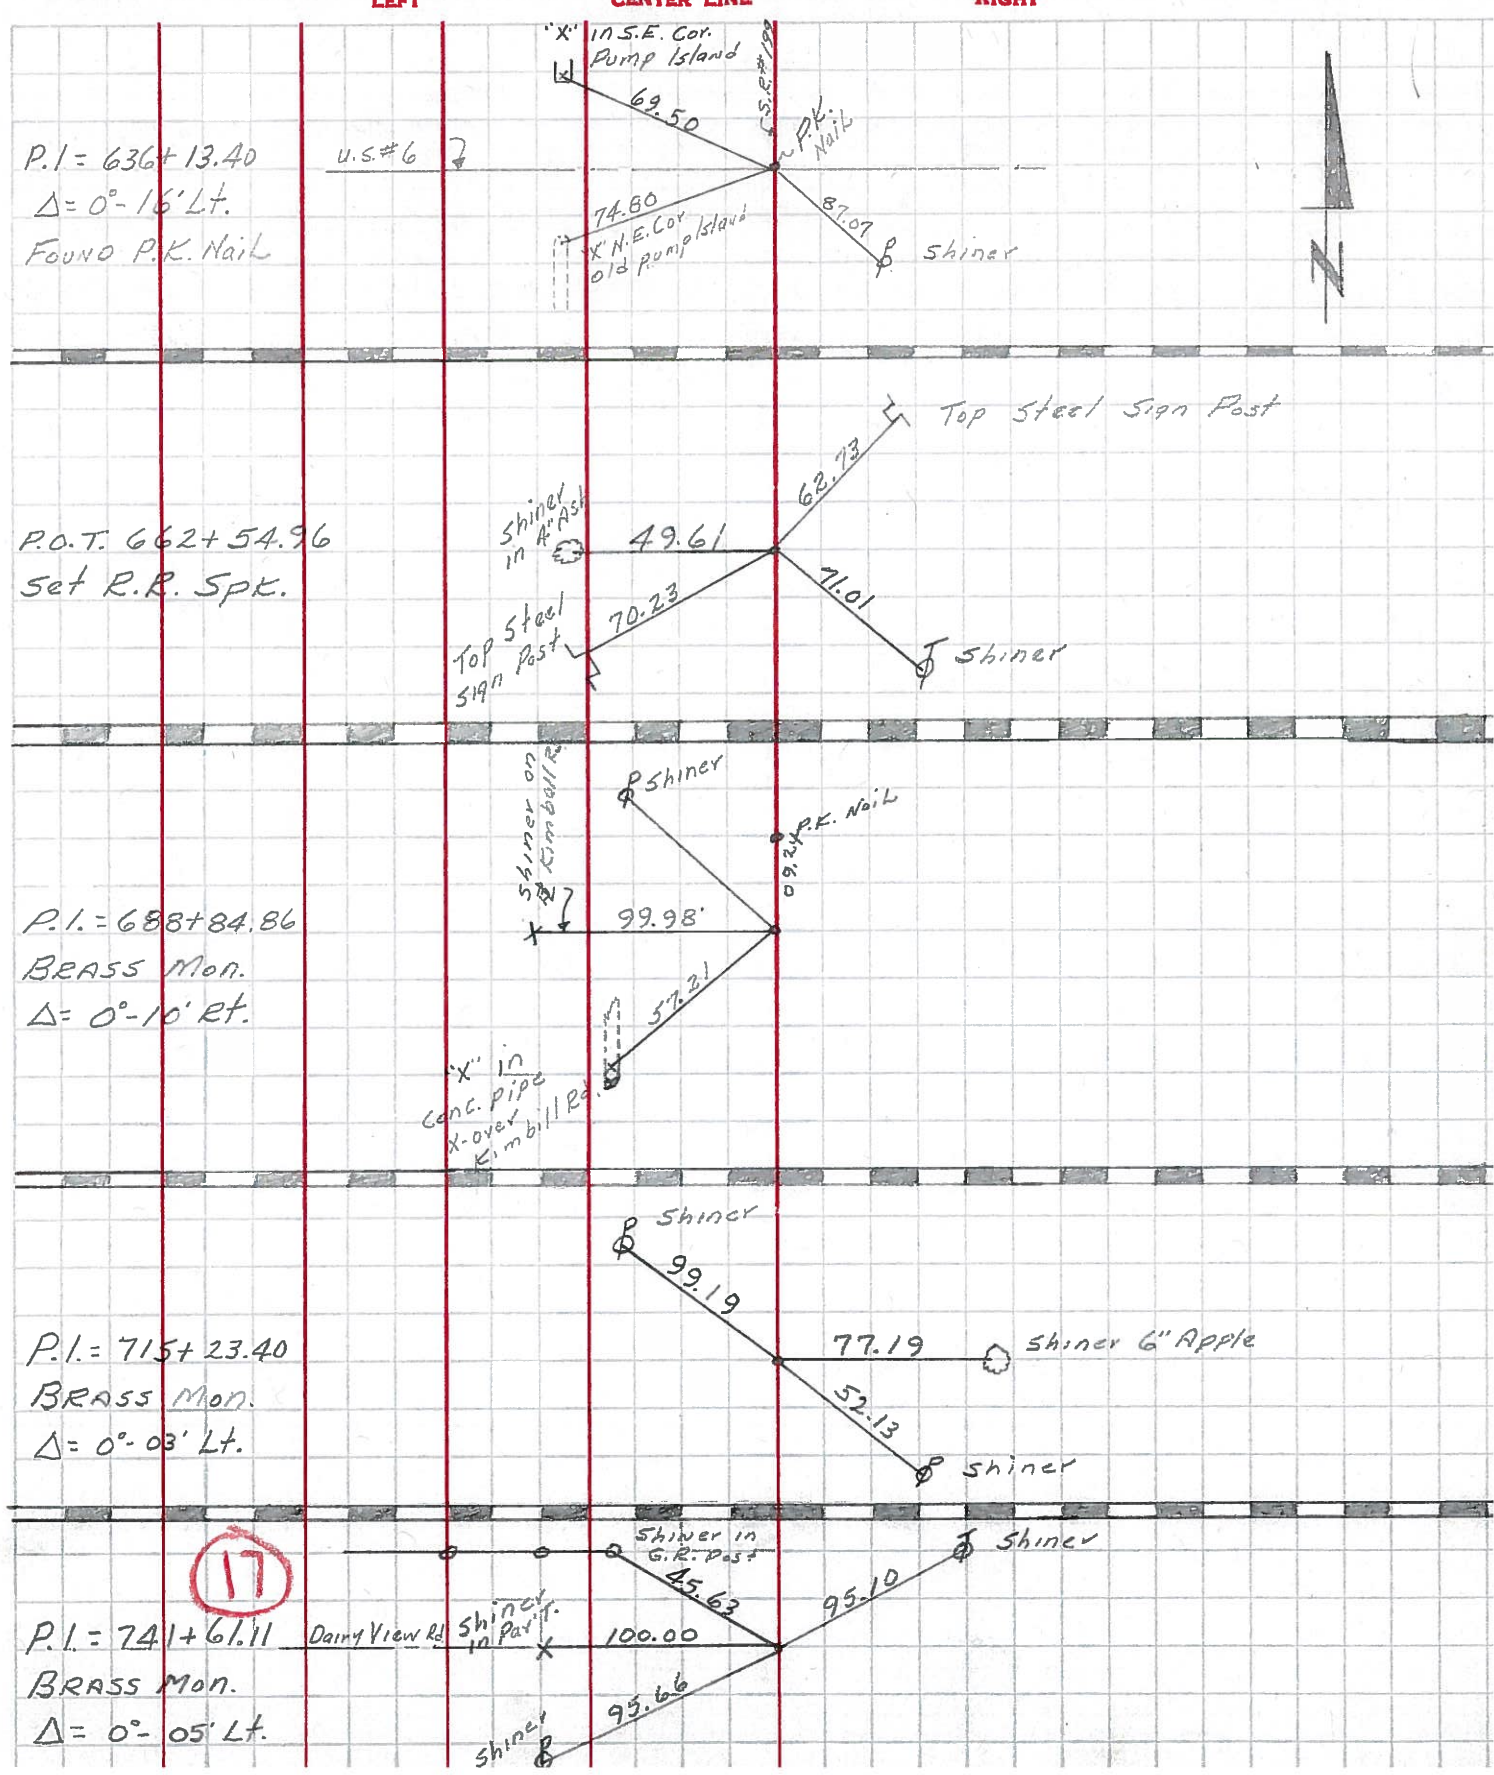 LEFT
CENTER LINE
RIGHT
"X" in S.E. Cor.
Pump Island
69.50
S.R.#199
P.K.
Nail
P.I. = 636+13.40
U.S.#6
Δ= 0°-16' Lt.
Found P.K. Nail
74.80
"X" N.E. Cor
old pump Island
87.07
Shiner
N
Top Steel Sign Post
62.73
Shiner
in 4" Ash
49.61
P.O.T. 662+54.96
Set R.R. Spk.
70.23
71.01
Top Steel
Sign Post
Shiner
Shiner on
Kimball Rd.
Shiner
P.K. Nail
P.I. = 688+84.86
99.98'
Brass Mon.
Δ= 0°-10' Rt.
57.21
"X" in
conc. pipe
X-over
Kimbill Rd.
Shiner
99.19
P.I. = 715+23.40
77.19
Shiner 6" Apple
Brass Mon.
Δ= 0°-03' Lt.
52.13
Shiner
17
Shiner in
G.R. Post
Shiner
45.63
95.10
P.I. = 741+61.11
Dairy View Rd
Shiner
in Pav't.
100.00
Brass Mon.
Δ= 0°-05' Lt.
95.66
Shiner